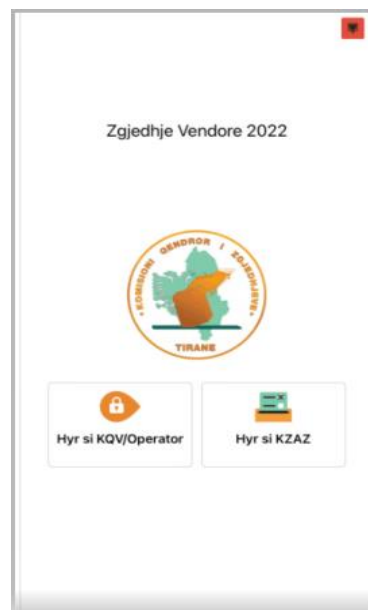 Zgjedhje Vendore 2022
KOMISIONI QENDROR I ZGJEDHJEVE
TIRANE
Hyr si KQV/Operator
Hyr si KZAZ